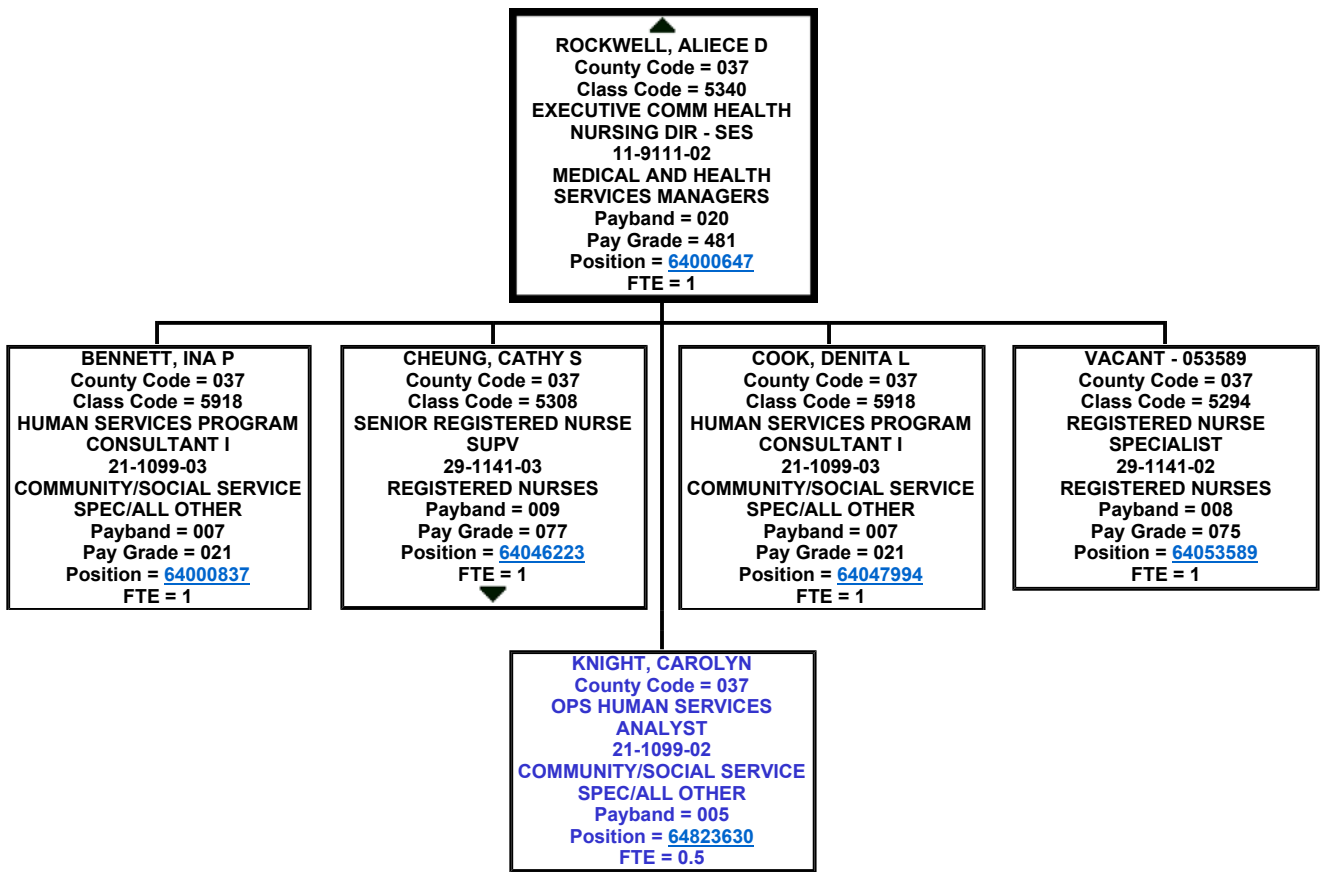 ROCKWELL, ALIECE D
County Code = 037
Class Code = 5340
EXECUTIVE COMM HEALTH
NURSING DIR - SES
11-9111-02
MEDICAL AND HEALTH
SERVICES MANAGERS
Payband = 020
Pay Grade = 481
Position = 64000647
FTE = 1
BENNETT, INA P
County Code = 037
Class Code = 5918
HUMAN SERVICES PROGRAM
CONSULTANT I
21-1099-03
COMMUNITY/SOCIAL SERVICE
SPEC/ALL OTHER
Payband = 007
Pay Grade = 021
Position = 64000837
FTE = 1
CHEUNG, CATHY S
County Code = 037
Class Code = 5308
SENIOR REGISTERED NURSE
SUPV
29-1141-03
REGISTERED NURSES
Payband = 009
Pay Grade = 077
Position = 64046223
FTE = 1
COOK, DENITA L
County Code = 037
Class Code = 5918
HUMAN SERVICES PROGRAM
CONSULTANT I
21-1099-03
COMMUNITY/SOCIAL SERVICE
SPEC/ALL OTHER
Payband = 007
Pay Grade = 021
Position = 64047994
FTE = 1
VACANT - 053589
County Code = 037
Class Code = 5294
REGISTERED NURSE
SPECIALIST
29-1141-02
REGISTERED NURSES
Payband = 008
Pay Grade = 075
Position = 64053589
FTE = 1
KNIGHT, CAROLYN
County Code = 037
OPS HUMAN SERVICES
ANALYST
21-1099-02
COMMUNITY/SOCIAL SERVICE
SPEC/ALL OTHER
Payband = 005
Position = 64823630
FTE = 0.5